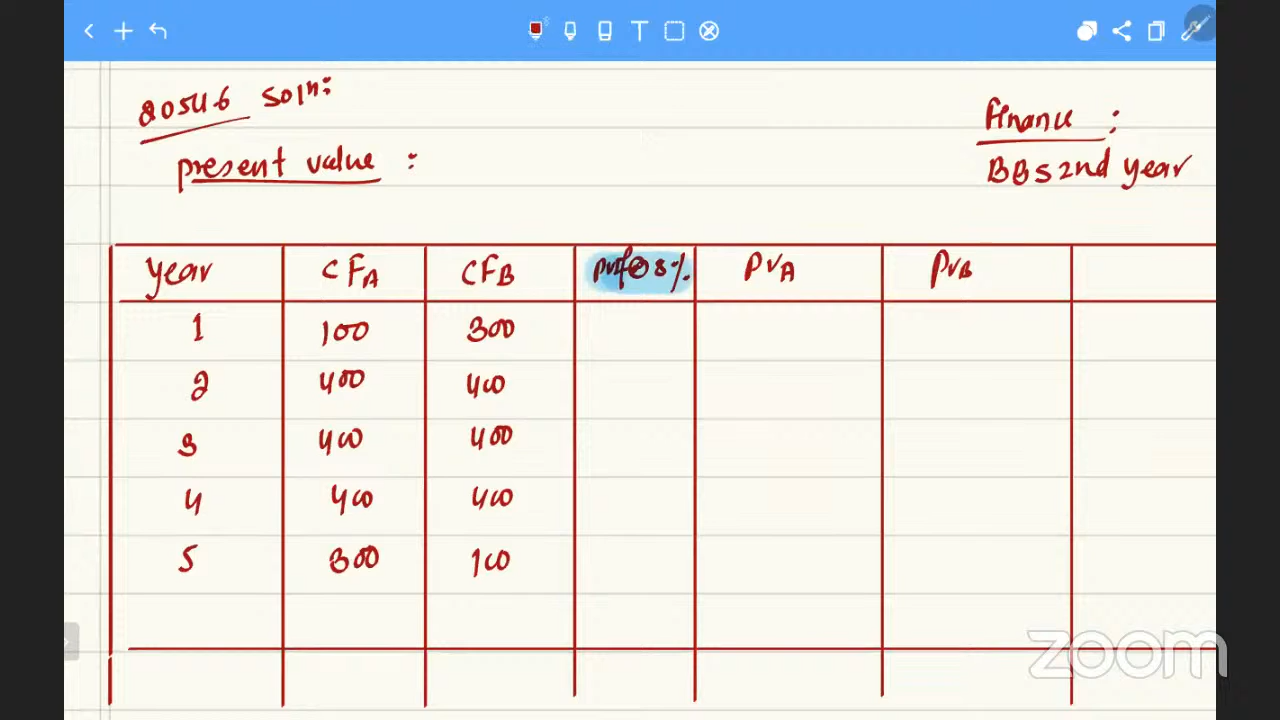 20546 soln:
present value :
Finance :
BBS 2nd year
year CFA CFB pvf@8% PVA PVB
1 100 300
2 400 400
3 400 400
4 400 400
5 300 100
zoom